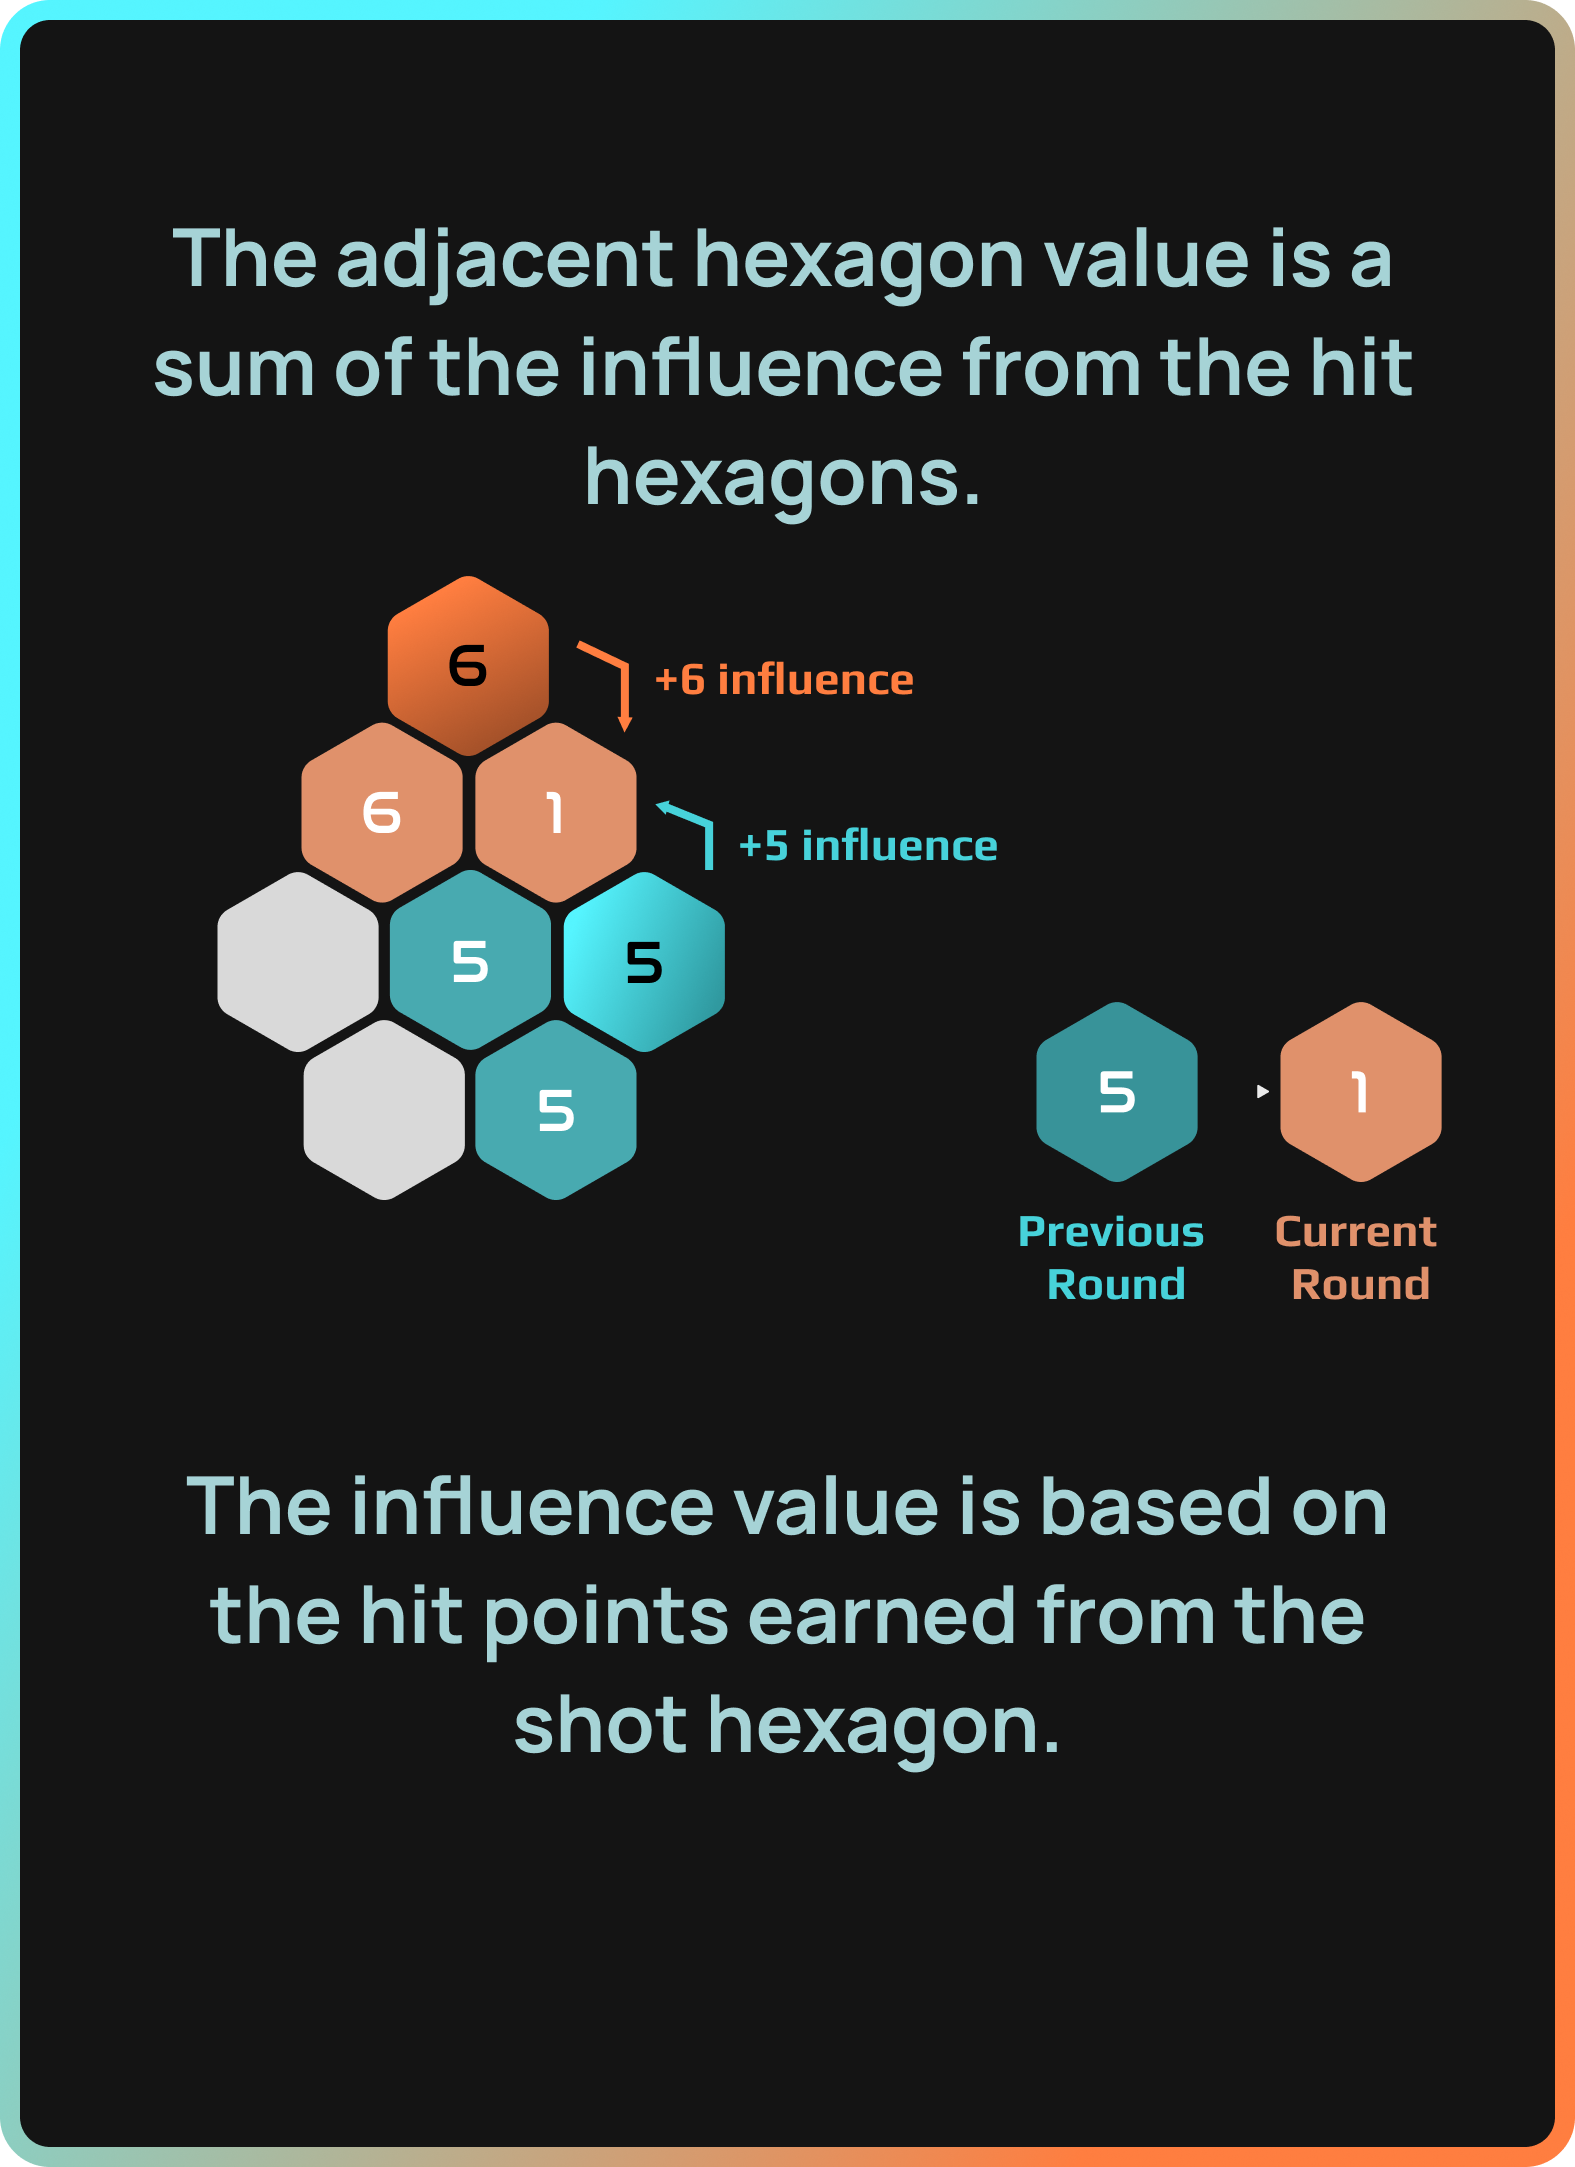 The adjacent hexagon value is a
sum of the influence from the hit
hexagons.
6
+6 influence
6 1
+5 influence
5 5
5
5 1
Previous Round
Current Round
The influence value is based on
the hit points earned from the
shot hexagon.